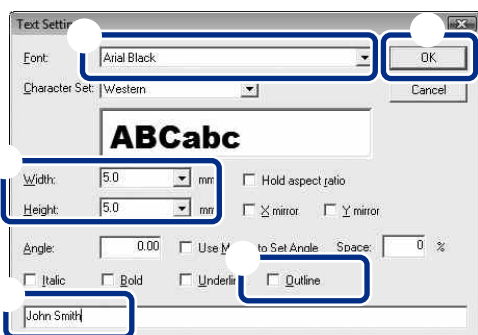 Text Settin
Font: Arial Black OK
Character Set: Western Cancel
ABCabc
Width: 5.0 mm Hold aspect ratio
Height: 5.0 mm X mirror Y mirror
Angle: 0.00 Use M to Set Angle Space: 0 %
Italic Bold Underlin Outline
John Smith